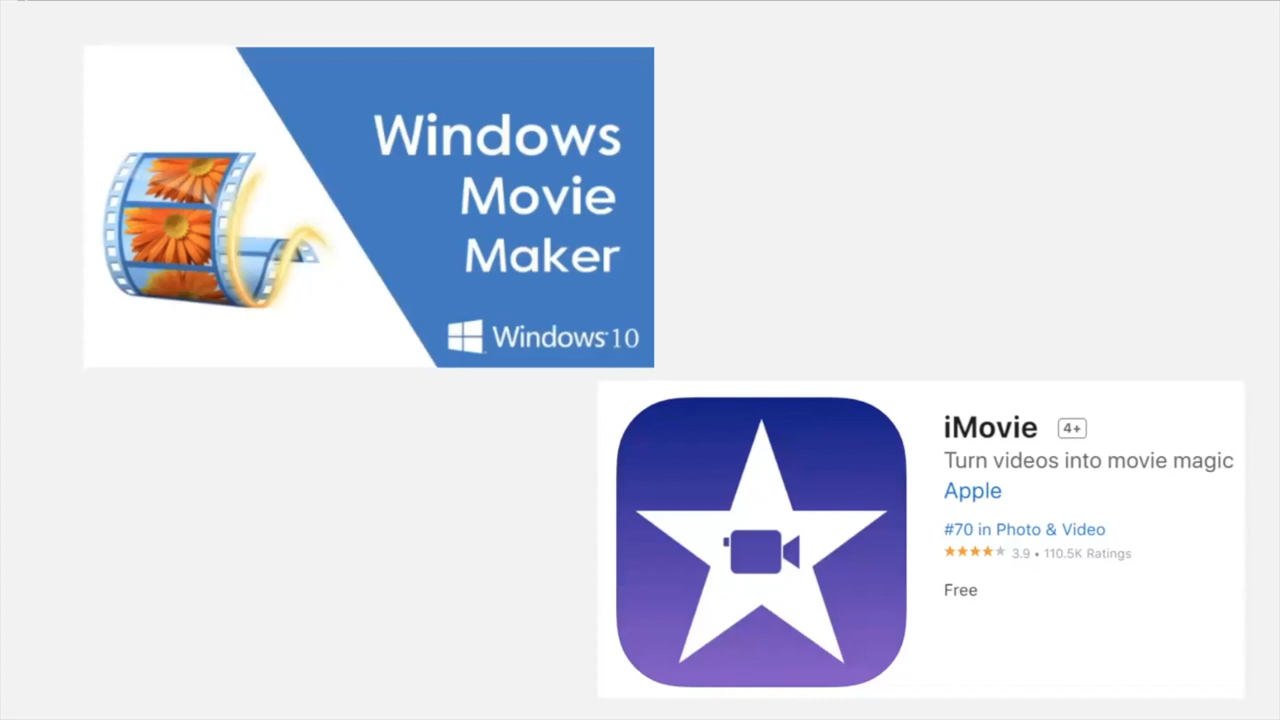 Windows
Movie
Maker
Windows 10
iMovie 4+
Turn videos into movie magic
Apple
#70 in Photo & Video
3.9 • 110.5K Ratings
Free